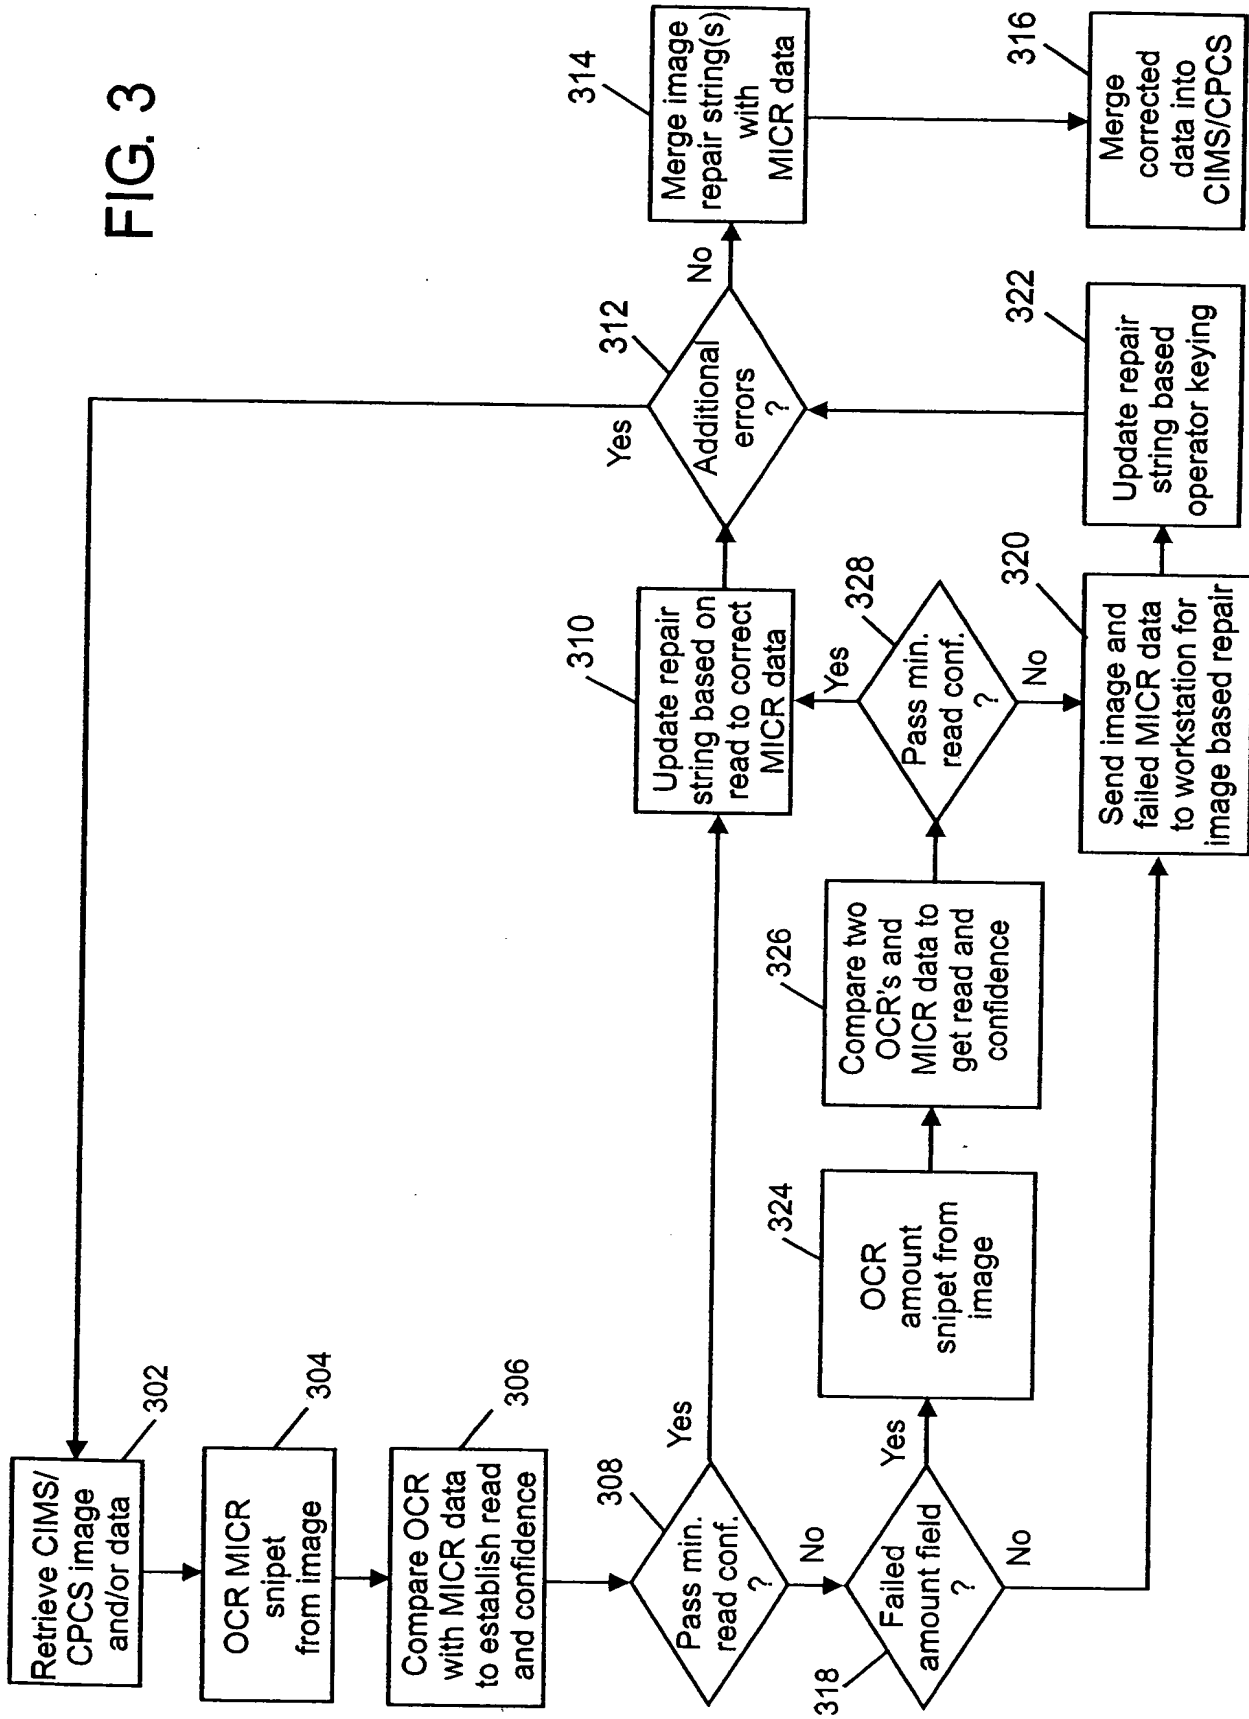 FIG. 3
302
Retrieve CIMS/
CPCS image
and/or data
304
OCR MICR
snipet
from image
306
Compare OCR
with MICR data
to establish read
and confidence
308
Pass min.
read conf.
?
Yes
No
310
Update repair
string based on
read to correct
MICR data
312
Additional
errors
?
Yes
No
314
Merge image
repair string(s)
with
MICR data
316
Merge
corrected
data into
CIMS/CPCS
318
Failed
amount field
?
Yes
No
324
OCR
amount
snipet from
image
326
Compare two
OCR's and
MICR data to
get read and
confidence
328
Pass min.
read conf.
?
Yes
No
320
Send image and
failed MICR data
to workstation for
image based repair
322
Update repair
string based
operator keying